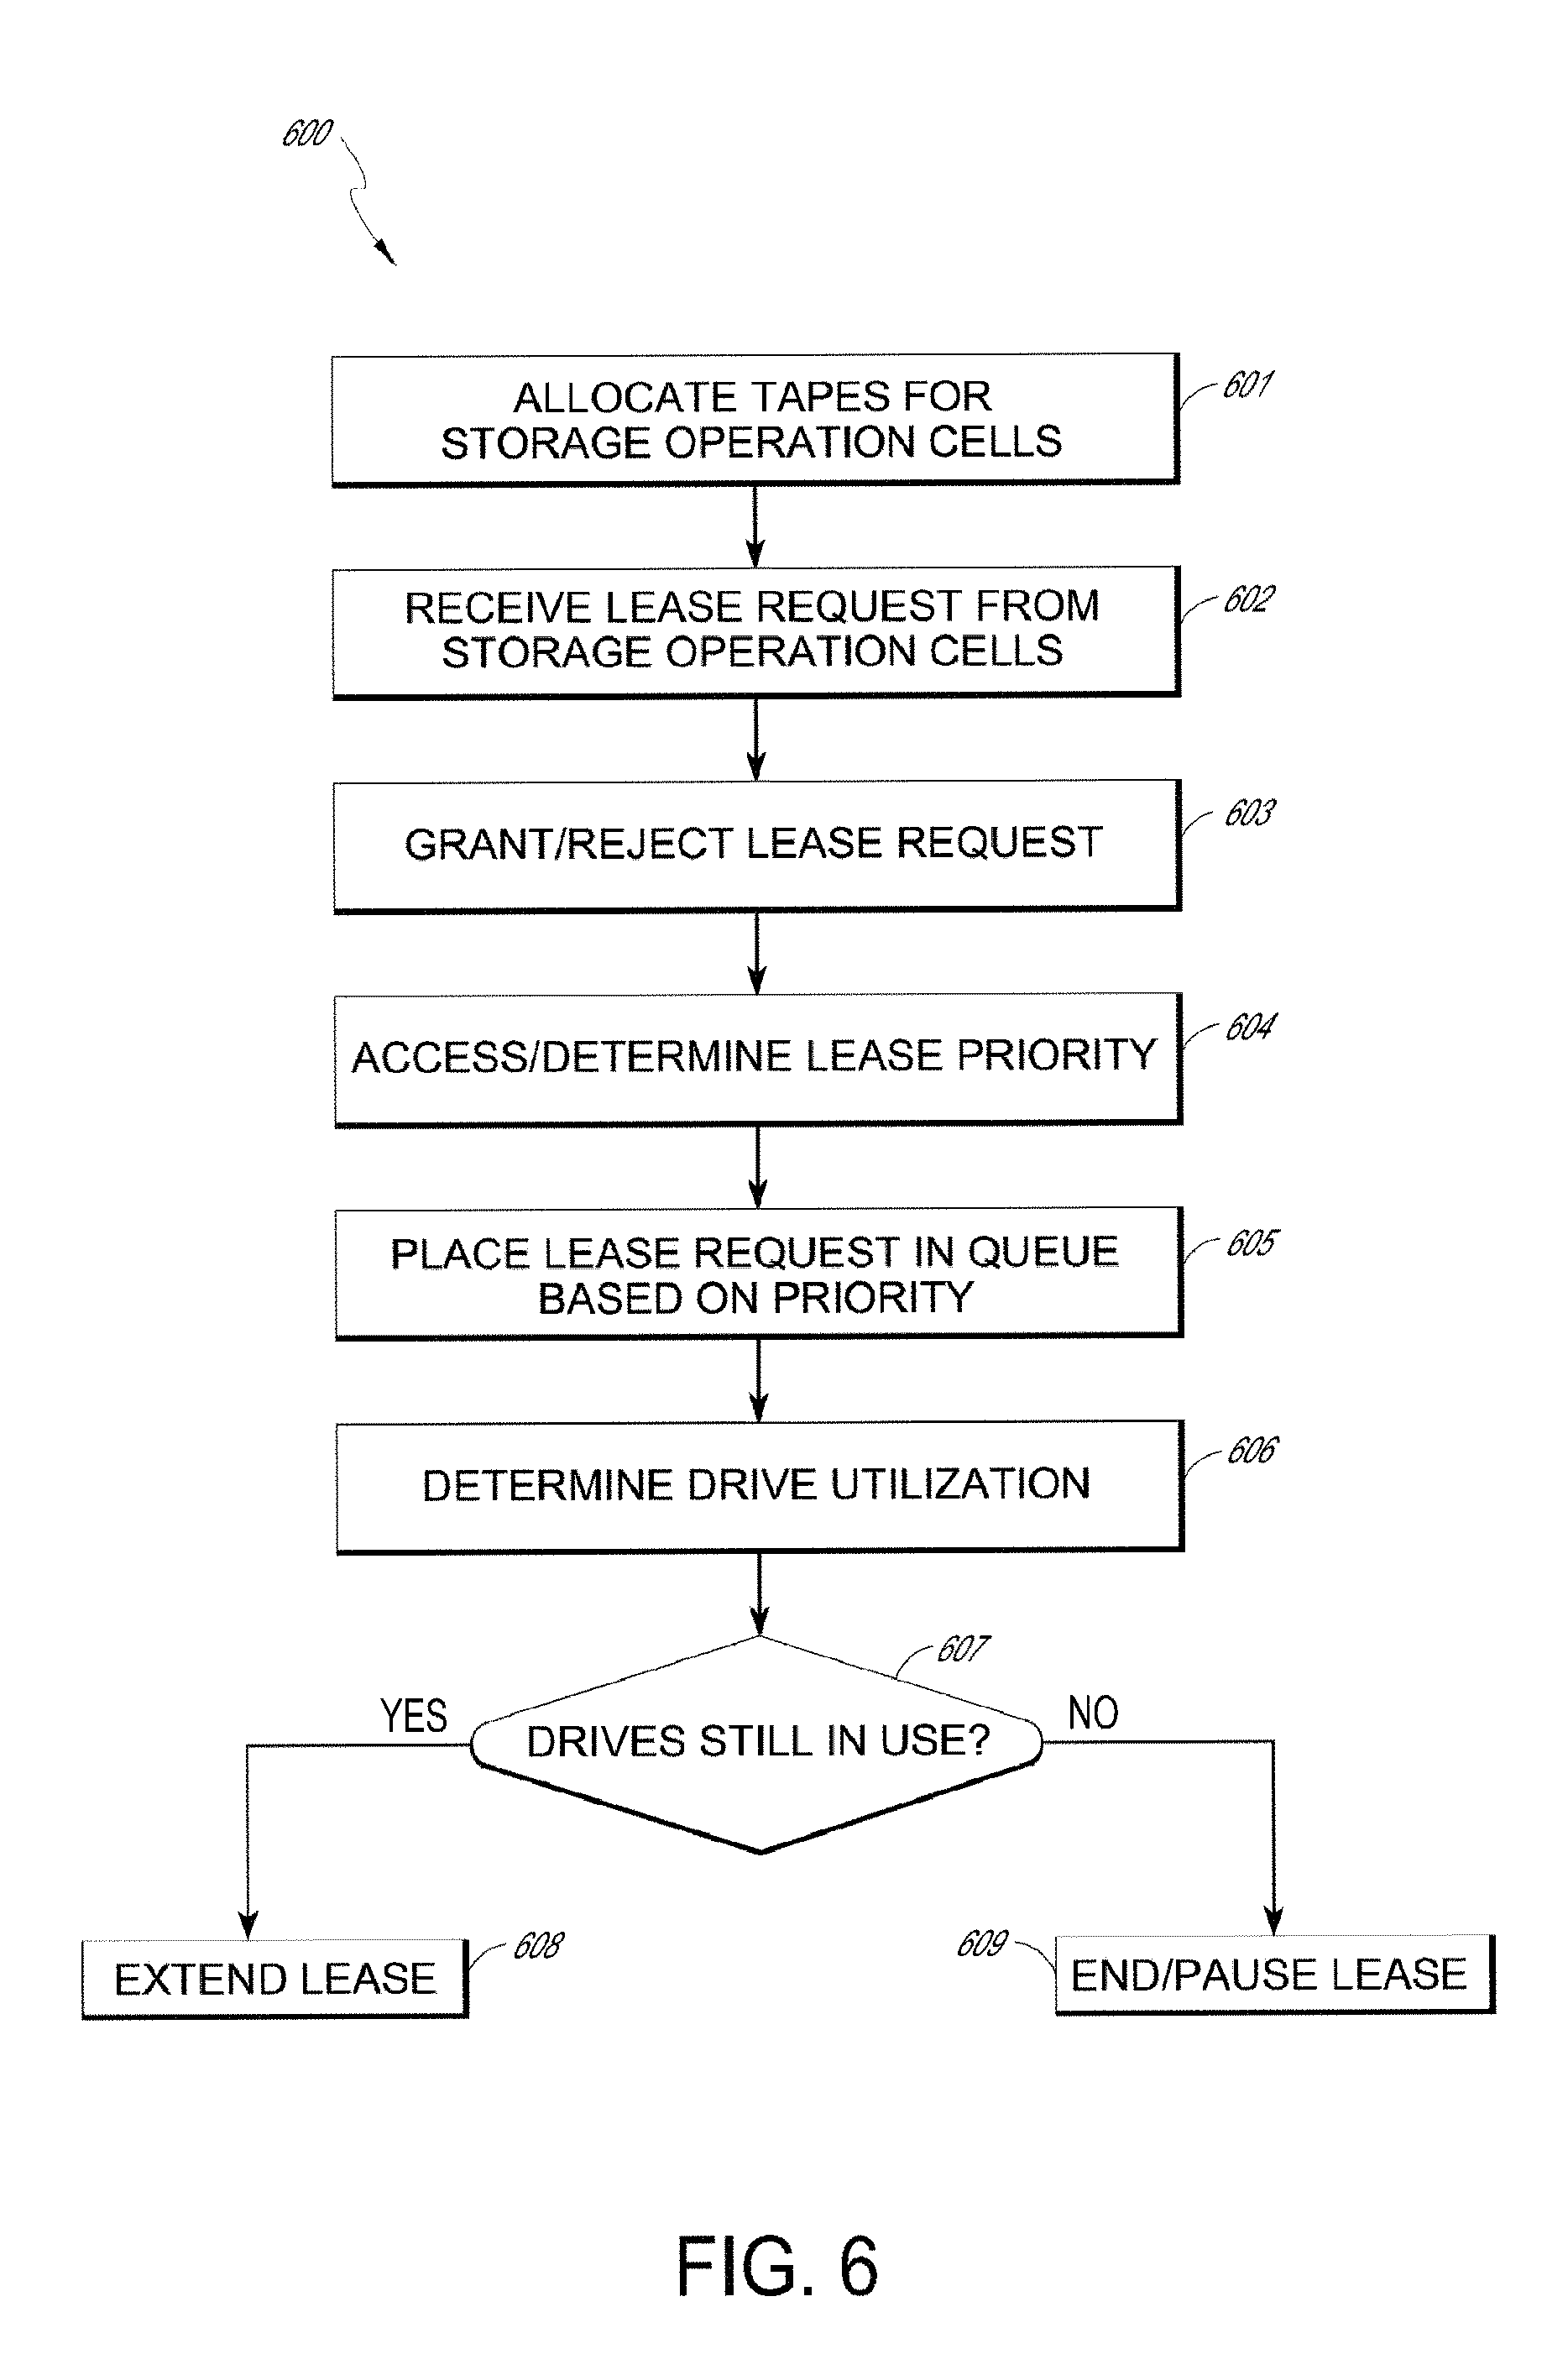 600
ALLOCATE TAPES FOR
STORAGE OPERATION CELLS
601
RECEIVE LEASE REQUEST FROM
STORAGE OPERATION CELLS
602
GRANT/REJECT LEASE REQUEST
603
ACCESS/DETERMINE LEASE PRIORITY
604
PLACE LEASE REQUEST IN QUEUE
BASED ON PRIORITY
605
DETERMINE DRIVE UTILIZATION
606
607
YES
DRIVES STILL IN USE?
NO
EXTEND LEASE
608
609
END/PAUSE LEASE
FIG. 6